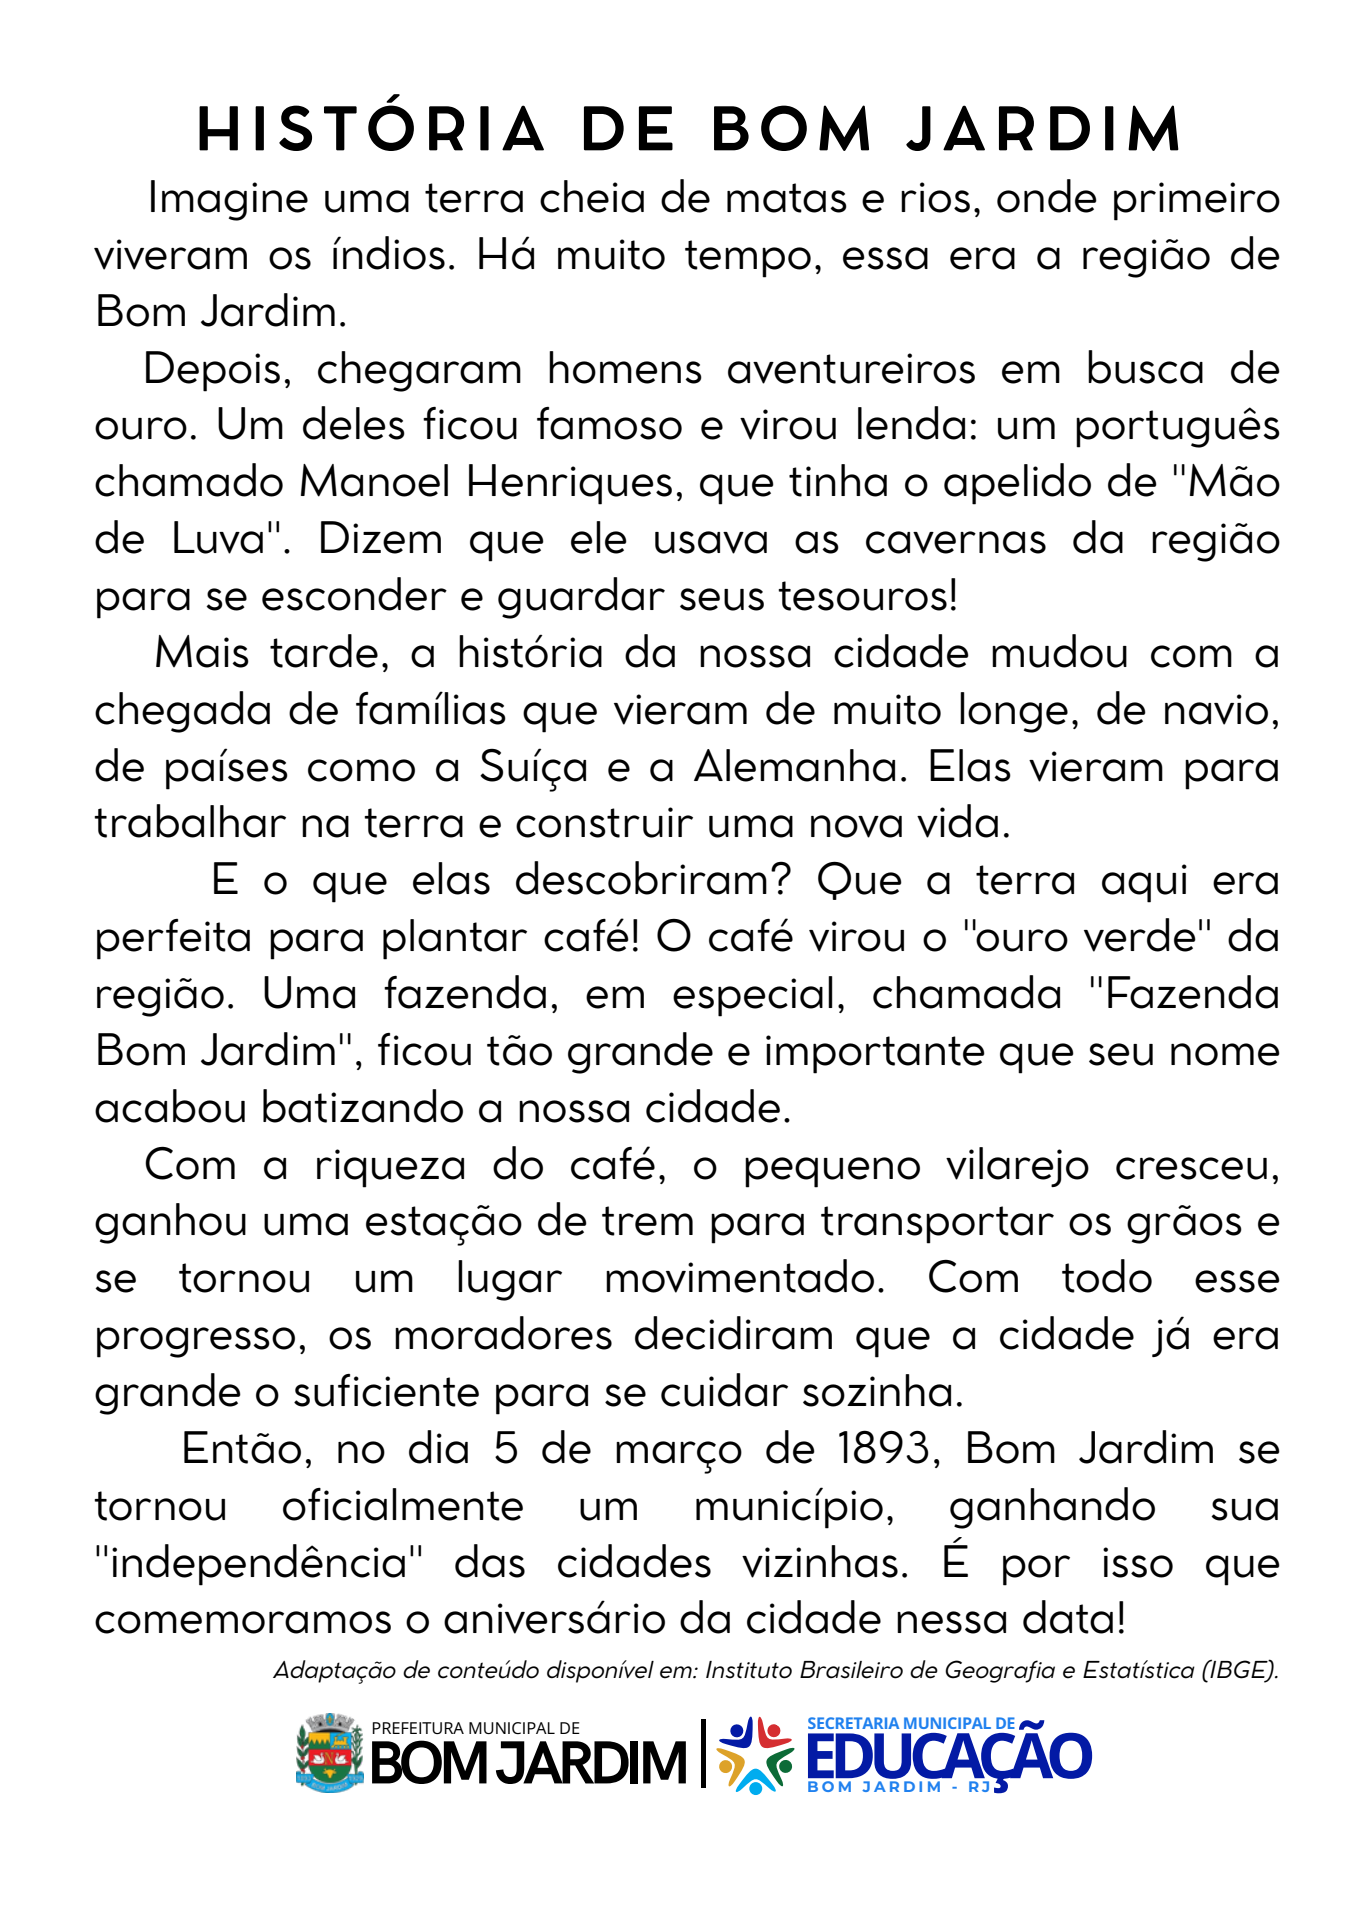 HISTÓRIA DE BOM JARDIM
Imagine uma terra cheia de matas e rios, onde primeiro
viveram os índios. Há muito tempo, essa era a região de
Bom Jardim.
Depois, chegaram homens aventureiros em busca de
ouro. Um deles ficou famoso e virou lenda: um português
chamado Manoel Henriques, que tinha o apelido de "Mão
de Luva". Dizem que ele usava as cavernas da região
para se esconder e guardar seus tesouros!
Mais tarde, a história da nossa cidade mudou com a
chegada de famílias que vieram de muito longe, de navio,
de países como a Suíça e a Alemanha. Elas vieram para
trabalhar na terra e construir uma nova vida.
E o que elas descobriram? Que a terra aqui era
perfeita para plantar café! O café virou o "ouro verde" da
região. Uma fazenda, em especial, chamada "Fazenda
Bom Jardim", ficou tão grande e importante que seu nome
acabou batizando a nossa cidade.
Com a riqueza do café, o pequeno vilarejo cresceu,
ganhou uma estação de trem para transportar os grãos e
se tornou um lugar movimentado. Com todo esse
progresso, os moradores decidiram que a cidade já era
grande o suficiente para se cuidar sozinha.
Então, no dia 5 de março de 1893, Bom Jardim se
tornou oficialmente um município, ganhando sua
"independência" das cidades vizinhas. É por isso que
comemoramos o aniversário da cidade nessa data!
Adaptação de conteúdo disponível em: Instituto Brasileiro de Geografia e Estatística (IBGE).
PREFEITURA MUNICIPAL DE
BOM JARDIM
SECRETARIA MUNICIPAL DE
EDUCAÇÃO
BOM JARDIM - RJ